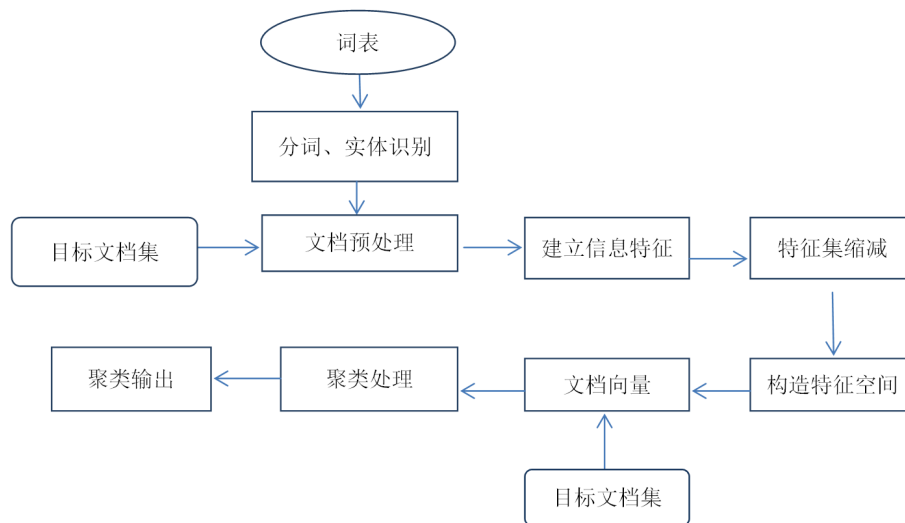 词表
分词、实体识别
目标文档集
文档预处理
建立信息特征
特征集缩减
聚类输出
聚类处理
文档向量
构造特征空间
目标文档集